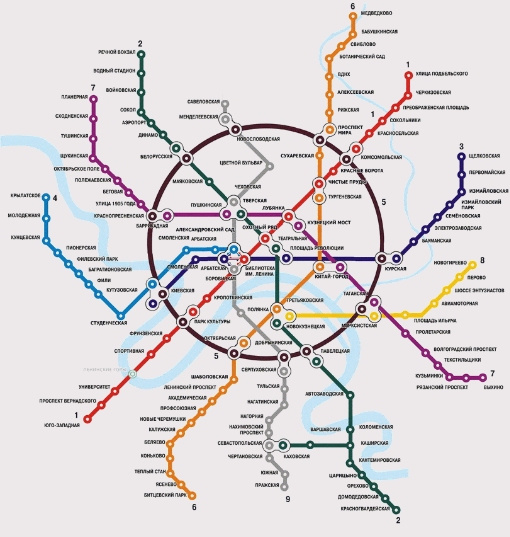 6
МЕДВЕДКОВО
БАБУШКИНСКАЯ
СВИБЛОВО
БОТАНИЧЕСКИЙ САД
ВДНХ
АЛЕКСЕЕВСКАЯ
РИЖСКАЯ
ПРОСПЕКТ
МИРА
СУХАРЕВСКАЯ
2
РЕЧНОЙ ВОКЗАЛ
ВОДНЫЙ СТАДИОН
ВОЙКОВСКАЯ
СОКОЛ
АЭРОПОРТ
ДИНАМО
БЕЛОРУССКАЯ
МАЯКОВСКАЯ
7
ПЛАНЕРНАЯ
СХОДНЕНСКАЯ
ТУШИНСКАЯ
ЩУКИНСКАЯ
ОКТЯБРЬСКОЕ ПОЛЕ
ПОЛЕЖАЕВСКАЯ
БЕГОВАЯ
УЛИЦА 1905 ГОДА
КРАСНОПРЕСНЕНСКАЯ
БАРРИКАДНАЯ
САВЕЛОВСКАЯ
МЕНДЕЛЕЕВСКАЯ
НОВОСЛОБОДСКАЯ
ЦВЕТНОЙ БУЛЬВАР
ЧЕХОВСКАЯ
ПУШКИНСКАЯ
ТВЕРСКАЯ
1
УЛИЦА ПОДБЕЛЬСКОГО
ЧЕРКИЗОВСКАЯ
ПРЕОБРАЖЕНСКАЯ ПЛОЩАДЬ
1
СОКОЛЬНИКИ
КРАСНОСЕЛЬСКАЯ
КОМСОМОЛЬСКАЯ
КРАСНЫЕ ВОРОТА
ЧИСТЫЕ ПРУДЫ
ТУРГЕНЕВСКАЯ
ЛУБЯНКА
КУЗНЕЦКИЙ МОСТ
5
3
ЩЕЛКОВСКАЯ
ПЕРВОМАЙСКАЯ
ИЗМАЙЛОВСКАЯ
ИЗМАЙЛОВСКИЙ
ПАРК
СЕМЁНОВСКАЯ
ЭЛЕКТРОЗАВОДСКАЯ
БАУМАНСКАЯ
КУРСКАЯ
4
КРЫЛАТСКОЕ
МОЛОДЕЖНАЯ
КУНЦЕВСКАЯ
ПИОНЕРСКАЯ
ФИЛЕВСКИЙ ПАРК
БАГРАТИОНОВСКАЯ
ФИЛИ
КУТУЗОВСКАЯ
СТУДЕНЧЕСКАЯ
КИЕВСКАЯ
СМОЛЕНСКАЯ
АРБАТСКАЯ
АЛЕКСАНДРОВСКИЙ САД
СМОЛЕНСКАЯ
АРБАТСКАЯ
ОХОТНЫЙ РЯД
ТЕАТРАЛЬНАЯ
ПЛОЩАДЬ РЕВОЛЮЦИИ
БИБЛИОТЕКА
ИМ. ЛЕНИНА
БОРОВИЦКАЯ
КИТАЙ-ГОРОД
8
НОВОГИРЕЕВО
ПЕРОВО
ШОССЕ ЭНТУЗИАСТОВ
АВИАМОТОРНАЯ
ПЛОЩАДЬ ИЛЬИЧА
МАРКСИСТСКАЯ
ТАГАНСКАЯ
ПРОЛЕТАРСКАЯ
ВОЛГОГРАДСКИЙ ПРОСПЕКТ
ТЕКСТИЛЬЩИКИ
КУЗЬМИНКИ
РЯЗАНСКИЙ ПРОСПЕКТ
ВЫХИНО
7
КРОПОТКИНСКАЯ
ПАРК КУЛЬТУРЫ
ФРУНЗЕНСКАЯ
СПОРТИВНАЯ
УНИВЕРСИТЕТ
ПРОСПЕКТ ВЕРНАДСКОГО
1
ЮГО-ЗАПАДНАЯ
ПОЛЯНКА
ТРЕТЬЯКОВСКАЯ
НОВОКУЗНЕЦКАЯ
ОКТЯБРЬСКАЯ
ДОБРЫНИНСКАЯ
ПАВЕЛЕЦКАЯ
5
СЕРПУХОВСКАЯ
ТУЛЬСКАЯ
НАГАТИНСКАЯ
НАГОРНАЯ
НАХИМОВСКИЙ
ПРОСПЕКТ
СЕВАСТОПОЛЬСКАЯ
ЧЕРТАНОВСКАЯ
ЮЖНАЯ
ПРАЖСКАЯ
9
ШАБОЛОВСКАЯ
ЛЕНИНСКИЙ ПРОСПЕКТ
АКАДЕМИЧЕСКАЯ
ПРОФСОЮЗНАЯ
НОВЫЕ ЧЕРЕМУШКИ
КАЛУЖСКАЯ
БЕЛЯЕВО
КОНЬКОВО
ТЕПЛЫЙ СТАН
ЯСЕНЕВО
БИТЦЕВСКИЙ ПАРК
6
АВТОЗАВОДСКАЯ
КОЛОМЕНСКАЯ
ВАРШАВСКАЯ
КАШИРСКАЯ
КАХОВСКАЯ
КАНТЕМИРОВСКАЯ
ЦАРИЦЫНО
ОРЕХОВО
ДОМОДЕДОВСКАЯ
КРАСНОГВАРДЕЙСКАЯ
2